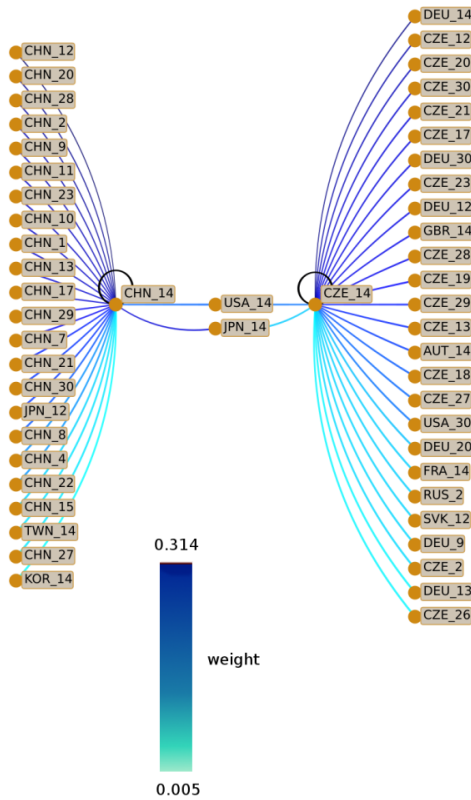 CHN_12
CHN_20
CHN_28
CHN_2
CHN_9
CHN_11
CHN_23
CHN_10
CHN_1
CHN_13
CHN_17
CHN_29
CHN_7
CHN_21
CHN_30
JPN_12
CHN_8
CHN_4
CHN_22
CHN_15
TWN_14
CHN_27
KOR_14
CHN_14
USA_14
JPN_14
CZE_14
DEU_14
CZE_12
CZE_20
CZE_30
CZE_21
CZE_17
DEU_30
CZE_23
DEU_12
GBR_14
CZE_28
CZE_19
CZE_29
CZE_13
AUT_14
CZE_18
CZE_27
USA_30
DEU_20
FRA_14
RUS_2
SVK_12
DEU_9
CZE_2
DEU_13
CZE_26
0.314
weight
0.005